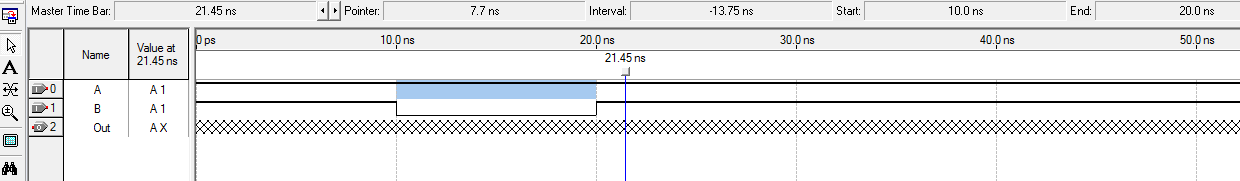 Master Time Bar: 21.45 ns Pointer: 7.7 ns Interval: -13.75 ns Start: 10.0 ns End: 20.0 ns
Name Value at 21.45 ns 0 ps 10.0 ns 20.0 ns 30.0 ns 40.0 ns 50.0 ns
21.45 ns
0 A A 1
1 B A 1
2 Out A X